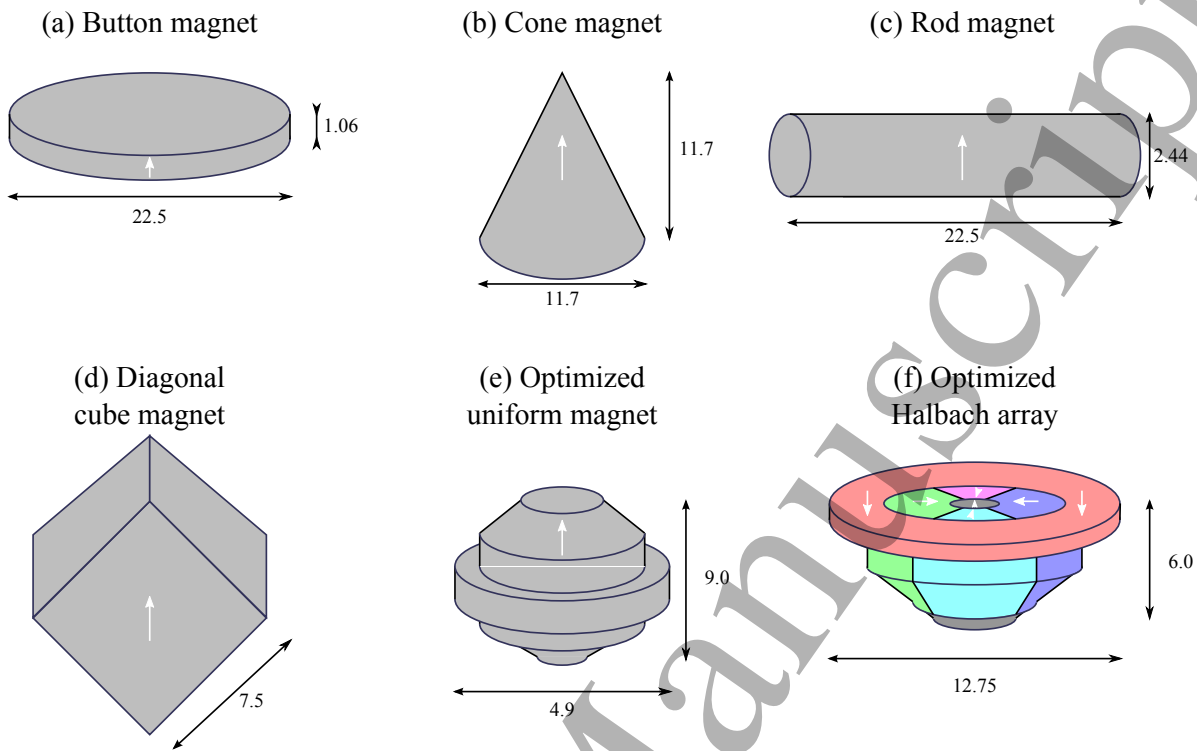 (a) Button magnet
(b) Cone magnet
(c) Rod magnet
1.06
22.5
11.7
11.7
2.44
22.5
(d) Diagonal
cube magnet
(e) Optimized
uniform magnet
(f) Optimized
Halbach array
7.5
9.0
4.9
6.0
12.75
Manuscrip